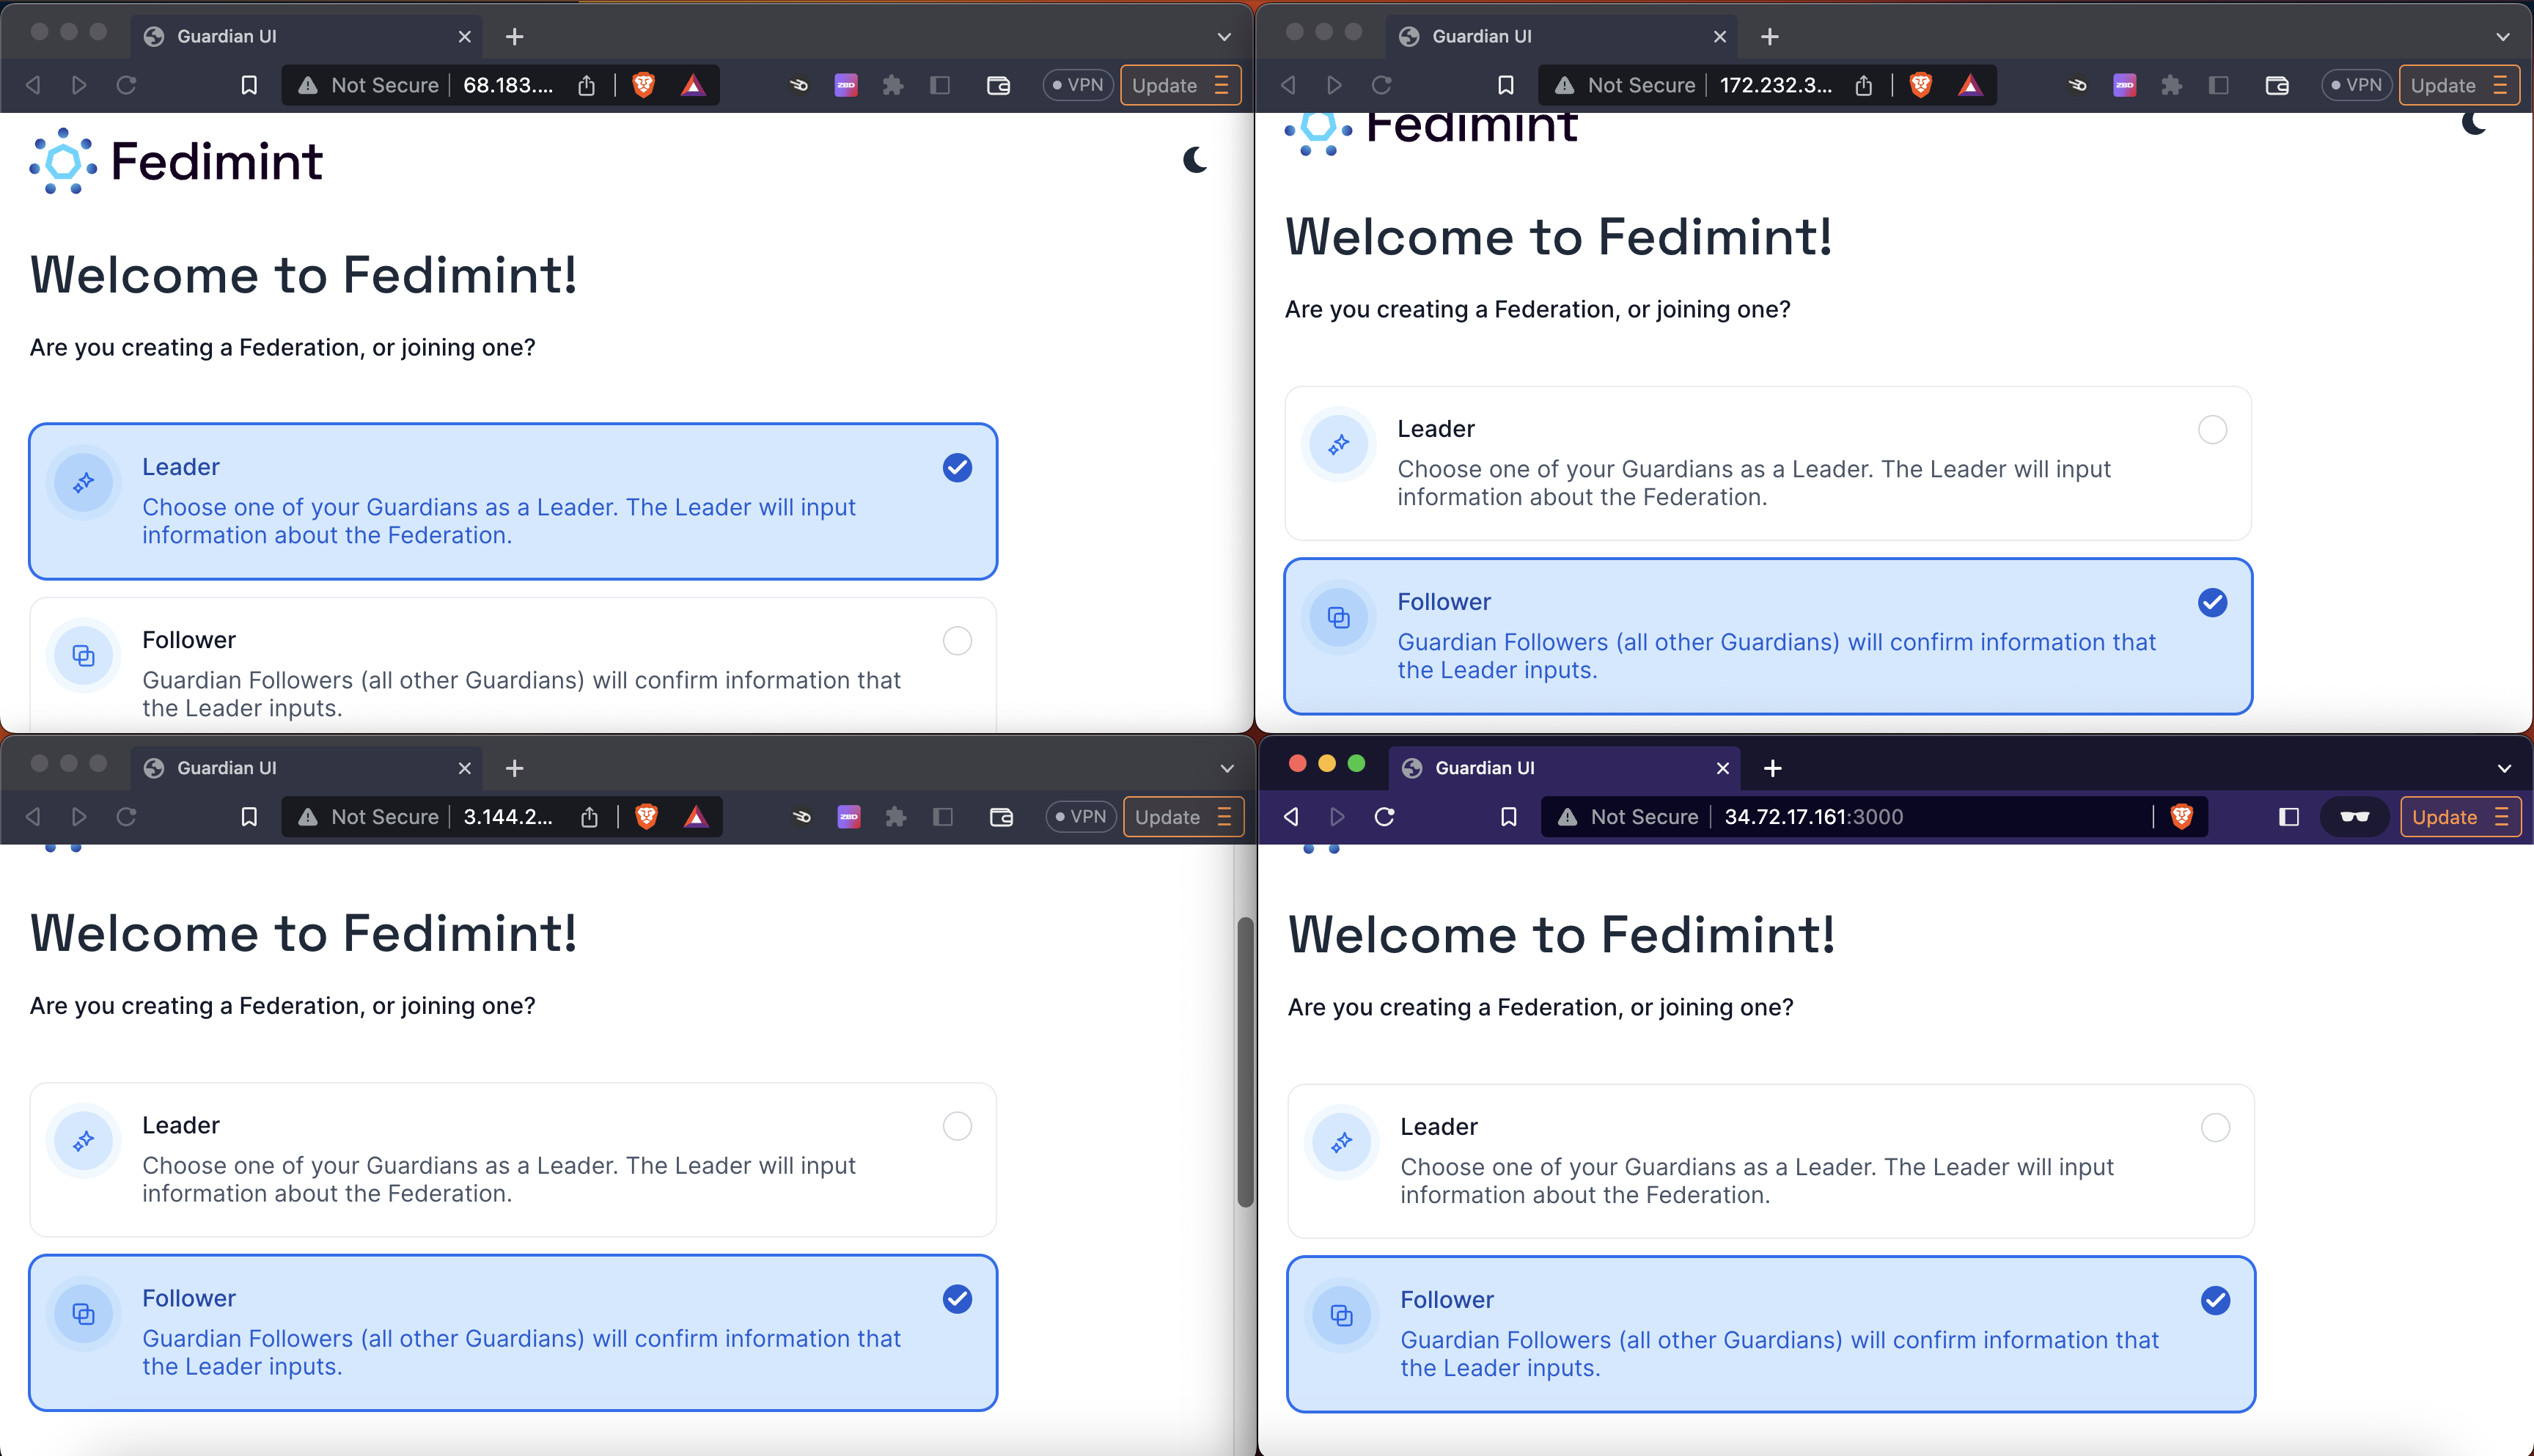 Guardian UI
Not Secure 68.183....
ZBD
VPN
Update
Fedimint
Welcome to Fedimint!
Are you creating a Federation, or joining one?
Leader
Choose one of your Guardians as a Leader. The Leader will input
information about the Federation.
Follower
Guardian Followers (all other Guardians) will confirm information that
the Leader inputs.
Guardian UI
Not Secure 172.232.3...
ZBD
VPN
Update
Fedimint
Welcome to Fedimint!
Are you creating a Federation, or joining one?
Leader
Choose one of your Guardians as a Leader. The Leader will input
information about the Federation.
Follower
Guardian Followers (all other Guardians) will confirm information that
the Leader inputs.
Guardian UI
Not Secure 3.144.2...
ZBD
VPN
Update
Welcome to Fedimint!
Are you creating a Federation, or joining one?
Leader
Choose one of your Guardians as a Leader. The Leader will input
information about the Federation.
Follower
Guardian Followers (all other Guardians) will confirm information that
the Leader inputs.
Guardian UI
Not Secure 34.72.17.161:3000
Update
Welcome to Fedimint!
Are you creating a Federation, or joining one?
Leader
Choose one of your Guardians as a Leader. The Leader will input
information about the Federation.
Follower
Guardian Followers (all other Guardians) will confirm information that
the Leader inputs.